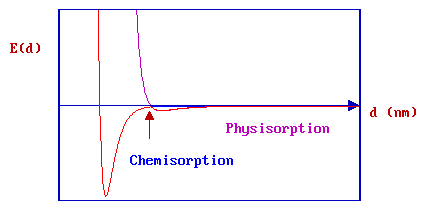 E(d)
d (nm)
Physisorption
Chemisorption